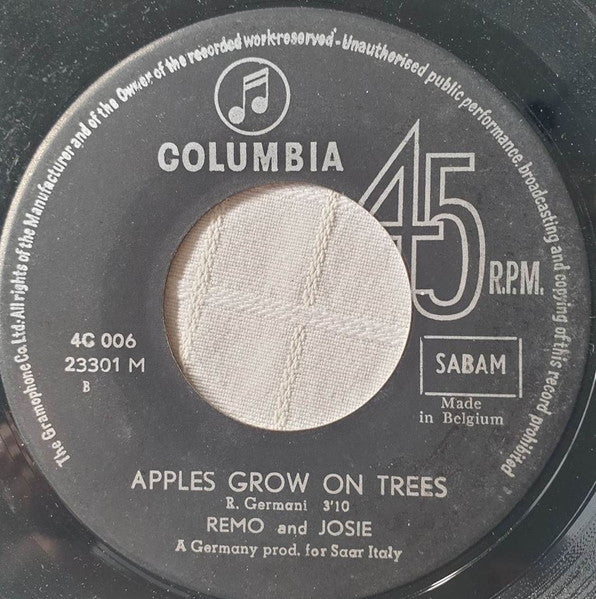 The Gramophone Co. Ltd.·All rights of the Manufacturer and of the Owner of the recorded work reserved·Unauthorised public performance, broadcasting and copying of this record prohibited
COLUMBIA
45
R.P.M.
4C 006
23301 M
B
SABAM
Made
in Belgium
APPLES GROW ON TREES
R. Germani 3'10
REMO and JOSIE
A Germany prod. for Saar Italy